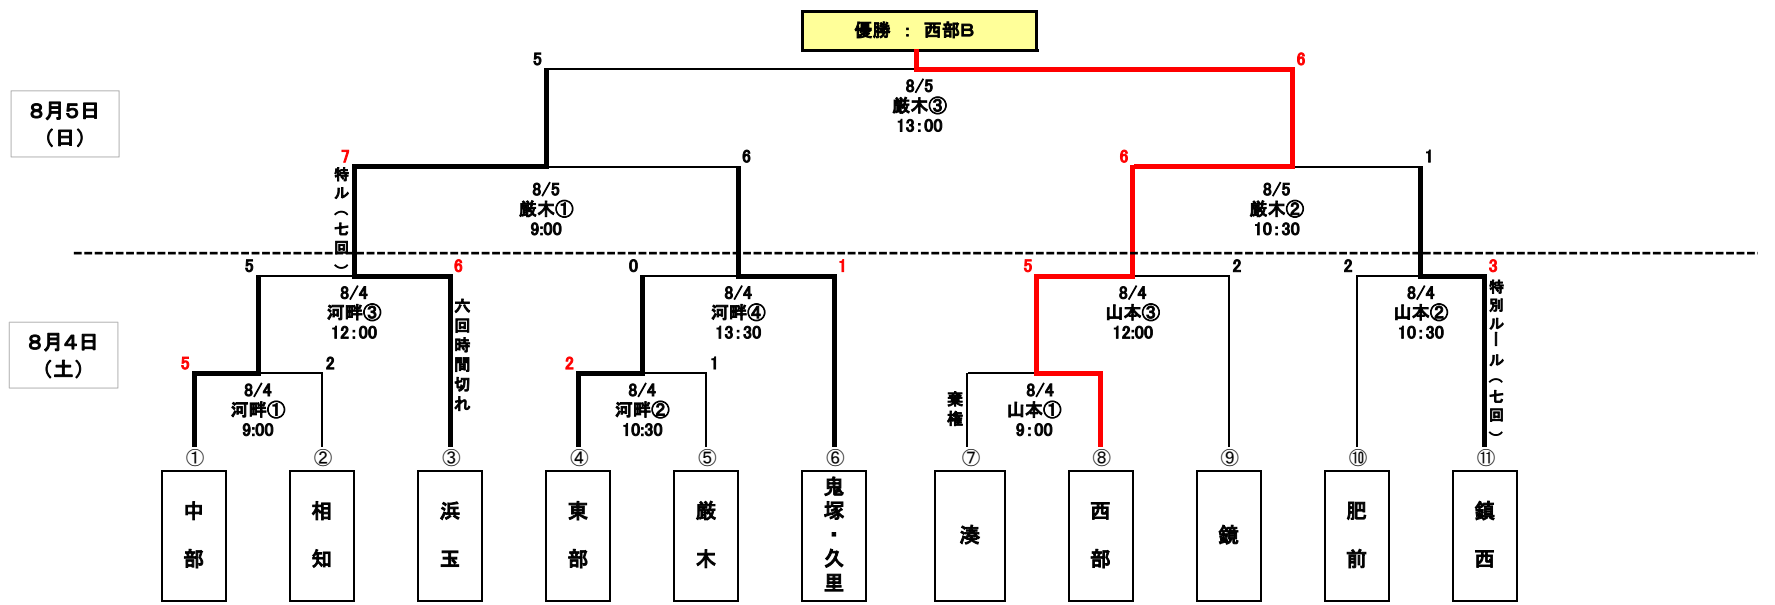 優勝 ： 西部B
5
6
8/5
厳木③
13：00
8月5日
（日）
7
特ル（七回）
6
8/5
厳木①
9:00
6
1
8/5
厳木②
10：30
5
6
8/4
河畔③
12：00
六回時間切れ
0
1
8/4
河畔④
13：30
5
2
8/4
山本③
12:00
2
3
8/4
山本②
10：30
特別ルール（七回）
8月4日
（土）
5
2
8/4
河畔①
9:00
2
1
8/4
河畔②
10:30
棄権
8/4
山本①
9：00
① ② ③ ④ ⑤ ⑥ ⑦ ⑧ ⑨ ⑩ ⑪
中部
相知
浜玉
東部
厳木
鬼塚・久里
湊
西部
鏡
肥前
鎮西